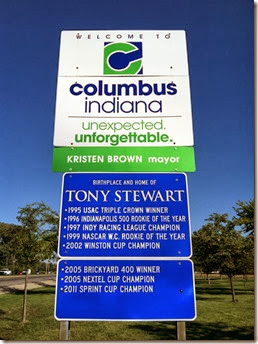 WELCOME TO
C
columbus
indiana
unexpected.
unforgettable.
KRISTEN BROWN mayor
BIRTHPLACE AND HOME OF
TONY STEWART
•1995 USAC TRIPLE CROWN WINNER
•1996 INDIANAPOLIS 500 ROOKIE OF THE YEAR
•1997 INDY RACING LEAGUE CHAMPION
•1999 NASCAR W.C. ROOKIE OF THE YEAR
•2002 WINSTON CUP CHAMPION
•2005 BRICKYARD 400 WINNER
•2005 NEXTEL CUP CHAMPION
•2011 SPRINT CUP CHAMPION